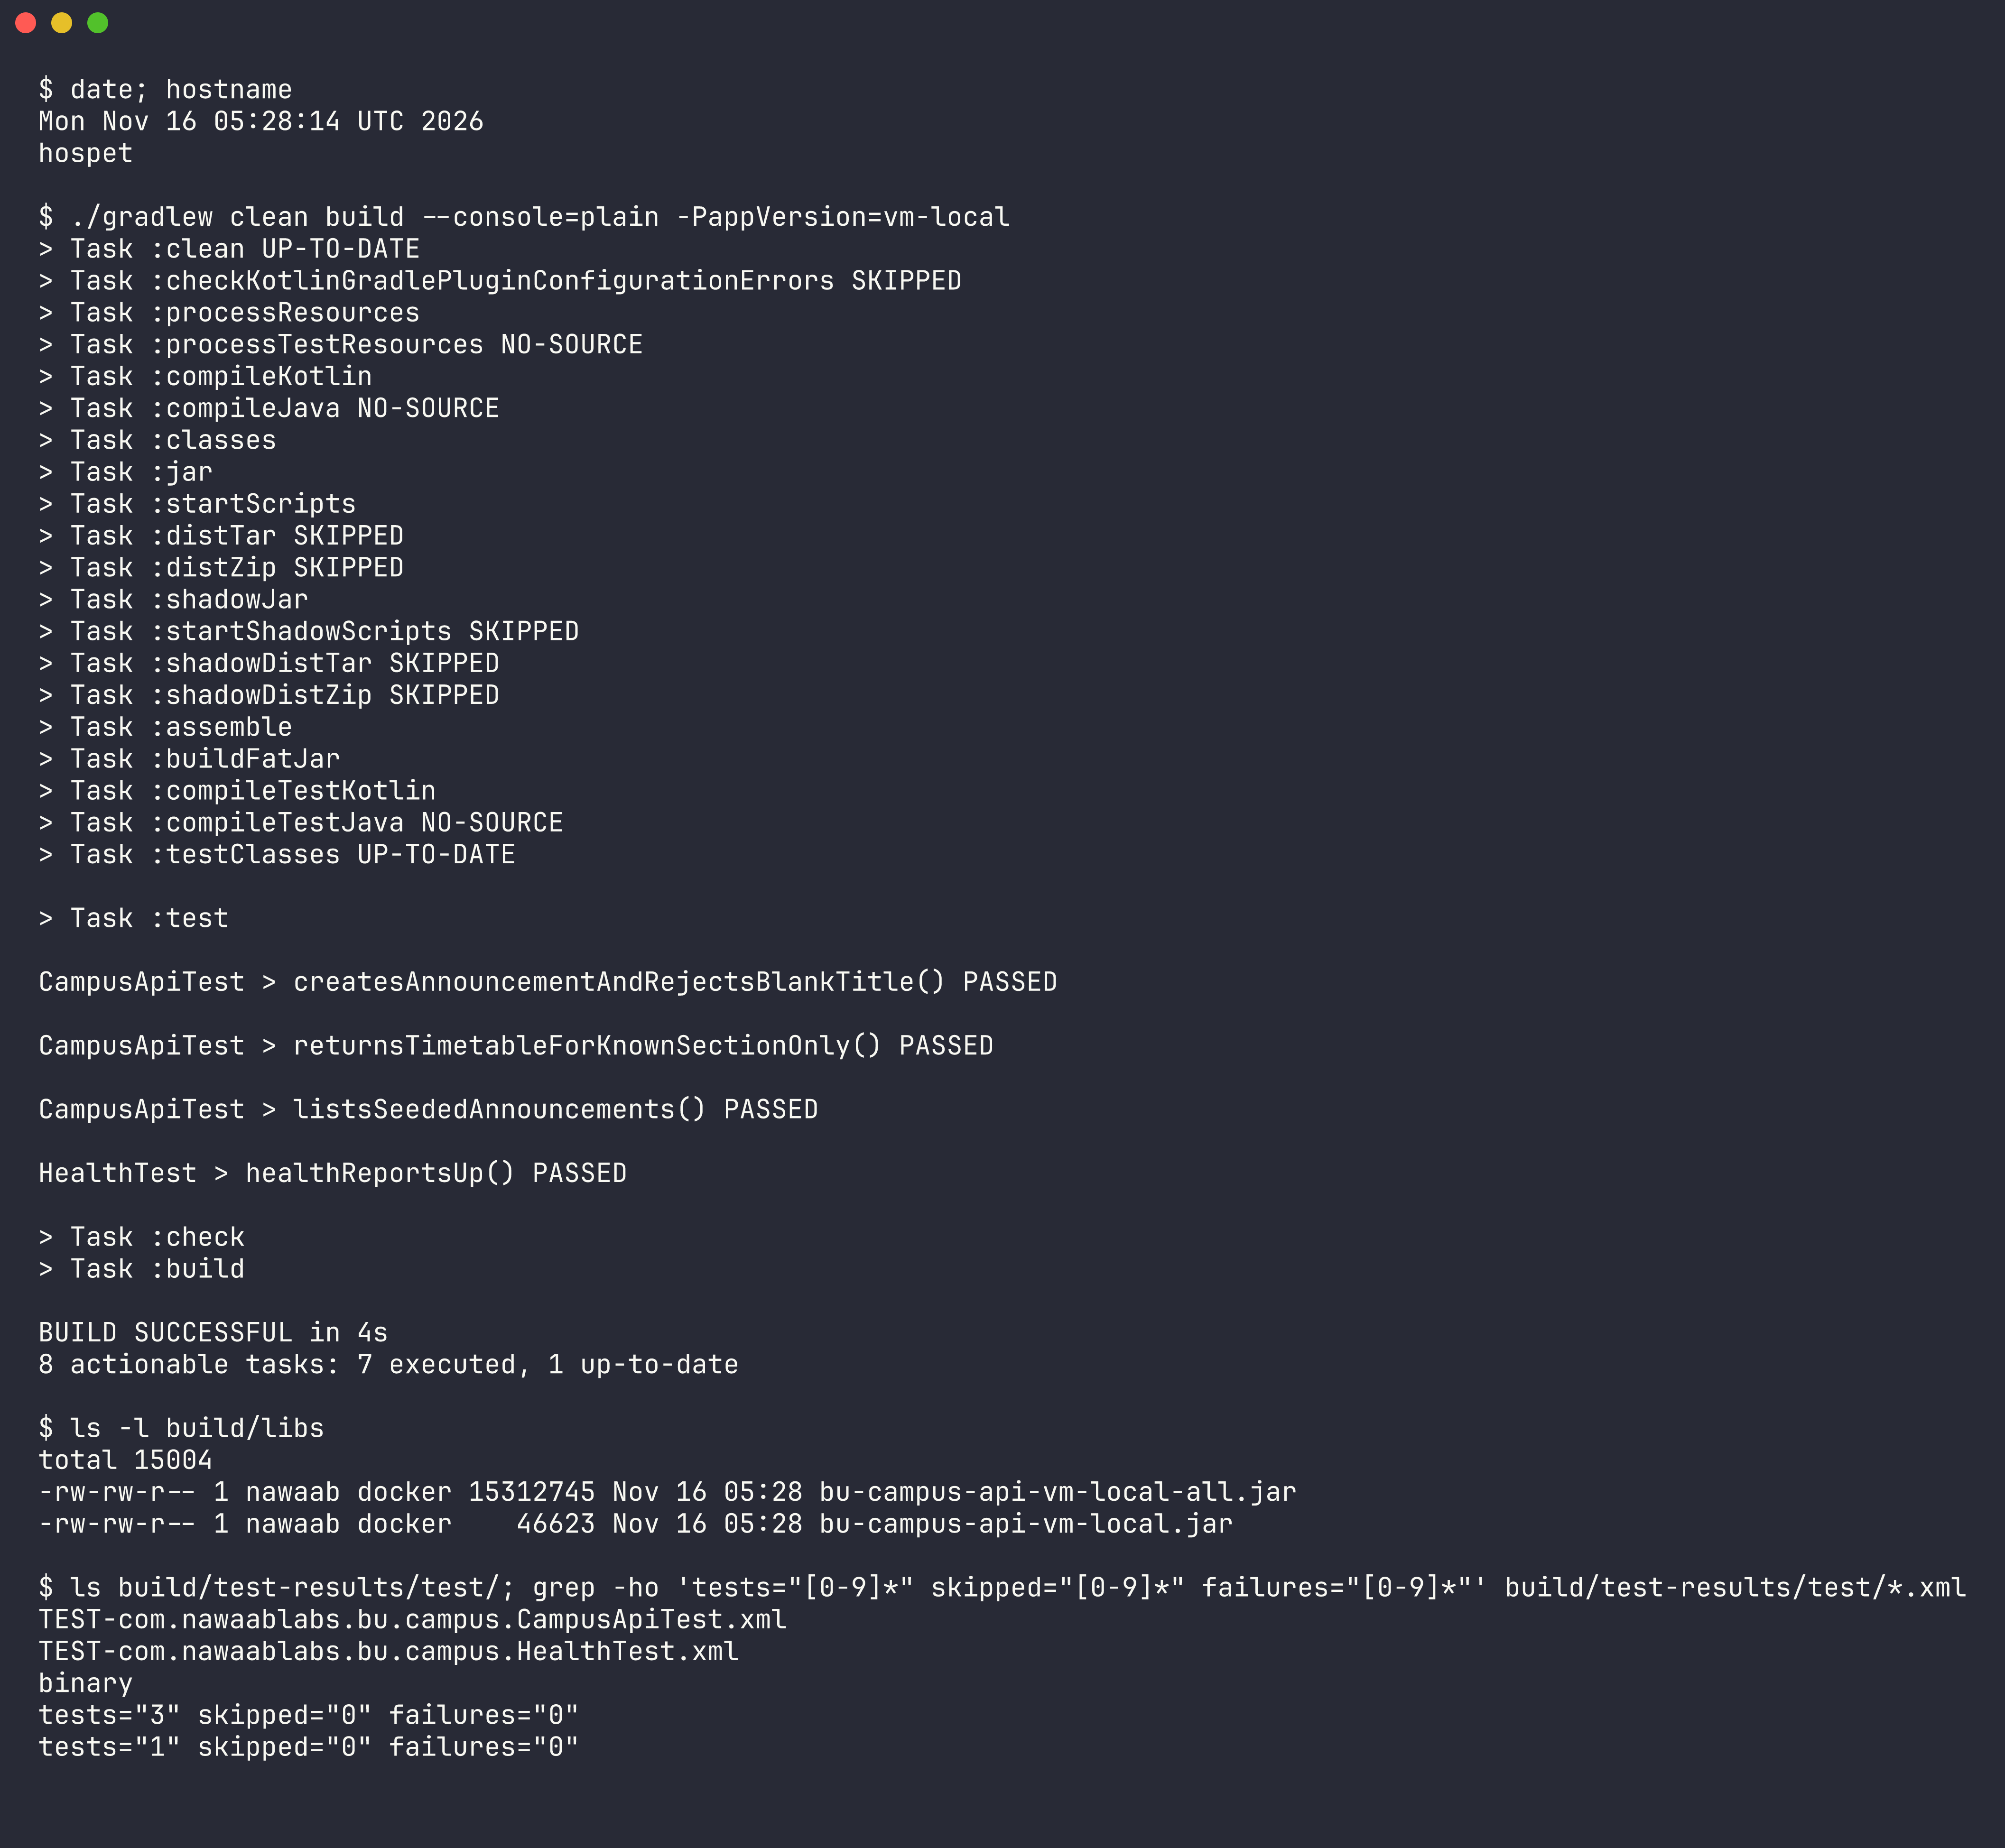 $ date; hostname
Mon Nov 16 05:28:14 UTC 2026
hospet
$ ./gradlew clean build --console=plain -PappVersion=vm-local
> Task :clean UP-TO-DATE
> Task :checkKotlinGradlePluginConfigurationErrors SKIPPED
> Task :processResources
> Task :processTestResources NO-SOURCE
> Task :compileKotlin
> Task :compileJava NO-SOURCE
> Task :classes
> Task :jar
> Task :startScripts
> Task :distTar SKIPPED
> Task :distZip SKIPPED
> Task :shadowJar
> Task :startShadowScripts SKIPPED
> Task :shadowDistTar SKIPPED
> Task :shadowDistZip SKIPPED
> Task :assemble
> Task :buildFatJar
> Task :compileTestKotlin
> Task :compileTestJava NO-SOURCE
> Task :testClasses UP-TO-DATE
> Task :test
CampusApiTest > createsAnnouncementAndRejectsBlankTitle() PASSED
CampusApiTest > returnsTimetableForKnownSectionOnly() PASSED
CampusApiTest > listsSeededAnnouncements() PASSED
HealthTest > healthReportsUp() PASSED
> Task :check
> Task :build
BUILD SUCCESSFUL in 4s
8 actionable tasks: 7 executed, 1 up-to-date
$ ls -l build/libs
total 15004
-rw-rw-r-- 1 nawaab docker 15312745 Nov 16 05:28 bu-campus-api-vm-local-all.jar
-rw-rw-r-- 1 nawaab docker    46623 Nov 16 05:28 bu-campus-api-vm-local.jar
$ ls build/test-results/test/; grep -ho 'tests="[0-9]*" skipped="[0-9]*" failures="[0-9]*"' build/test-results/test/*.xml
TEST-com.nawaablabs.bu.campus.CampusApiTest.xml
TEST-com.nawaablabs.bu.campus.HealthTest.xml
binary
tests="3" skipped="0" failures="0"
tests="1" skipped="0" failures="0"